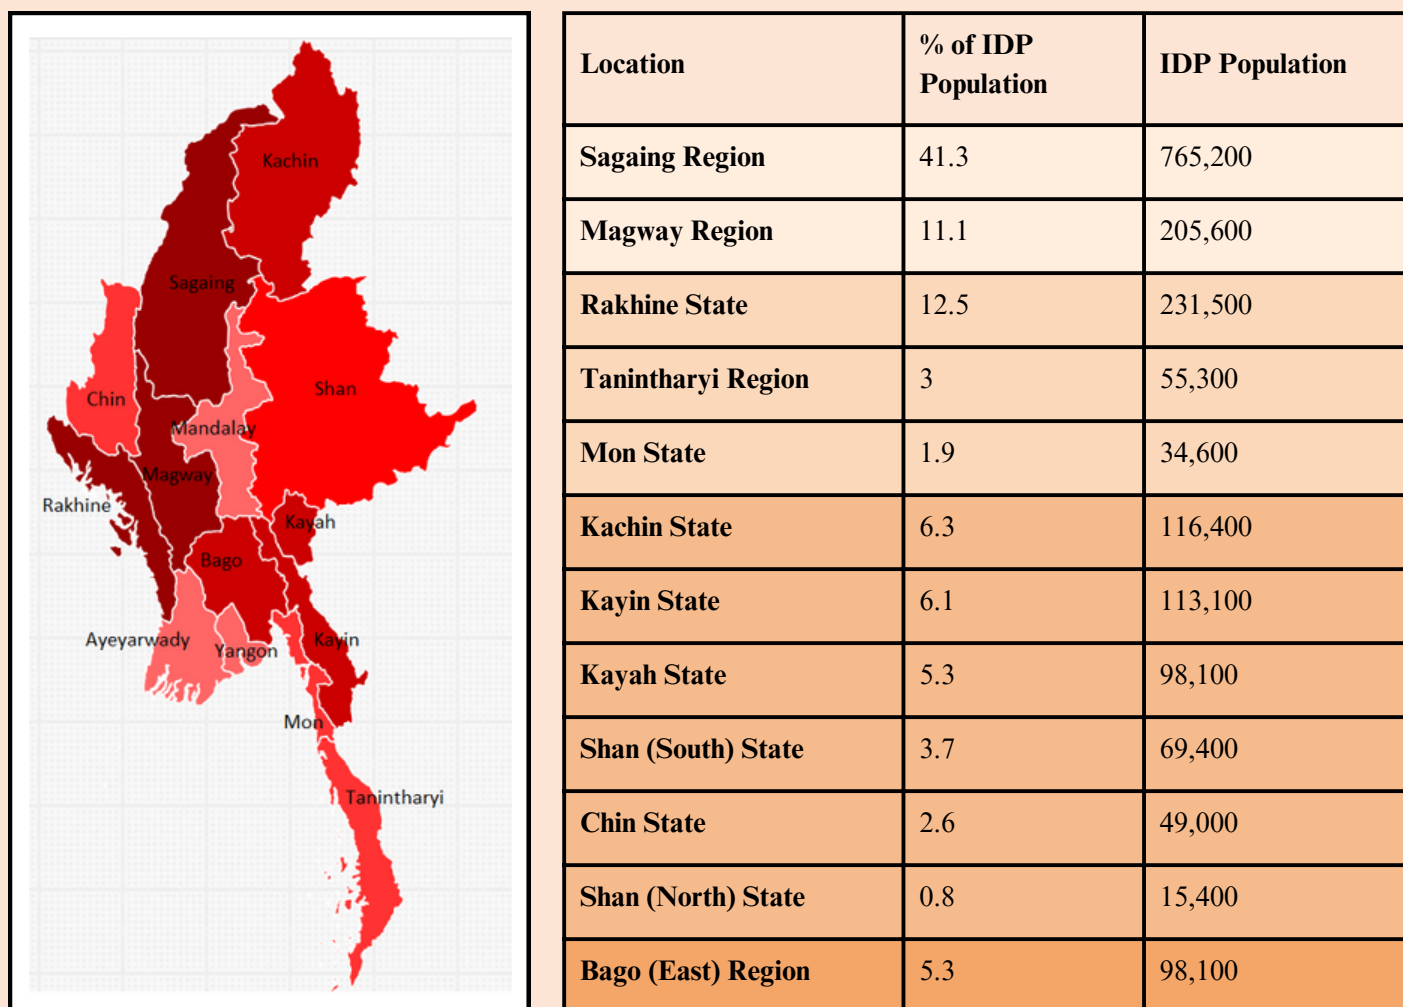 Kachin
Sagaing
Chin
Shan
Mandalay
Magway
Rakhine
Kayah
Bago
Ayeyarwady
Yangon
Kayin
Mon
Tanintharyi
Location % of IDP Population IDP Population
Sagaing Region 41.3 765,200
Magway Region 11.1 205,600
Rakhine State 12.5 231,500
Tanintharyi Region 3 55,300
Mon State 1.9 34,600
Kachin State 6.3 116,400
Kayin State 6.1 113,100
Kayah State 5.3 98,100
Shan (South) State 3.7 69,400
Chin State 2.6 49,000
Shan (North) State 0.8 15,400
Bago (East) Region 5.3 98,100